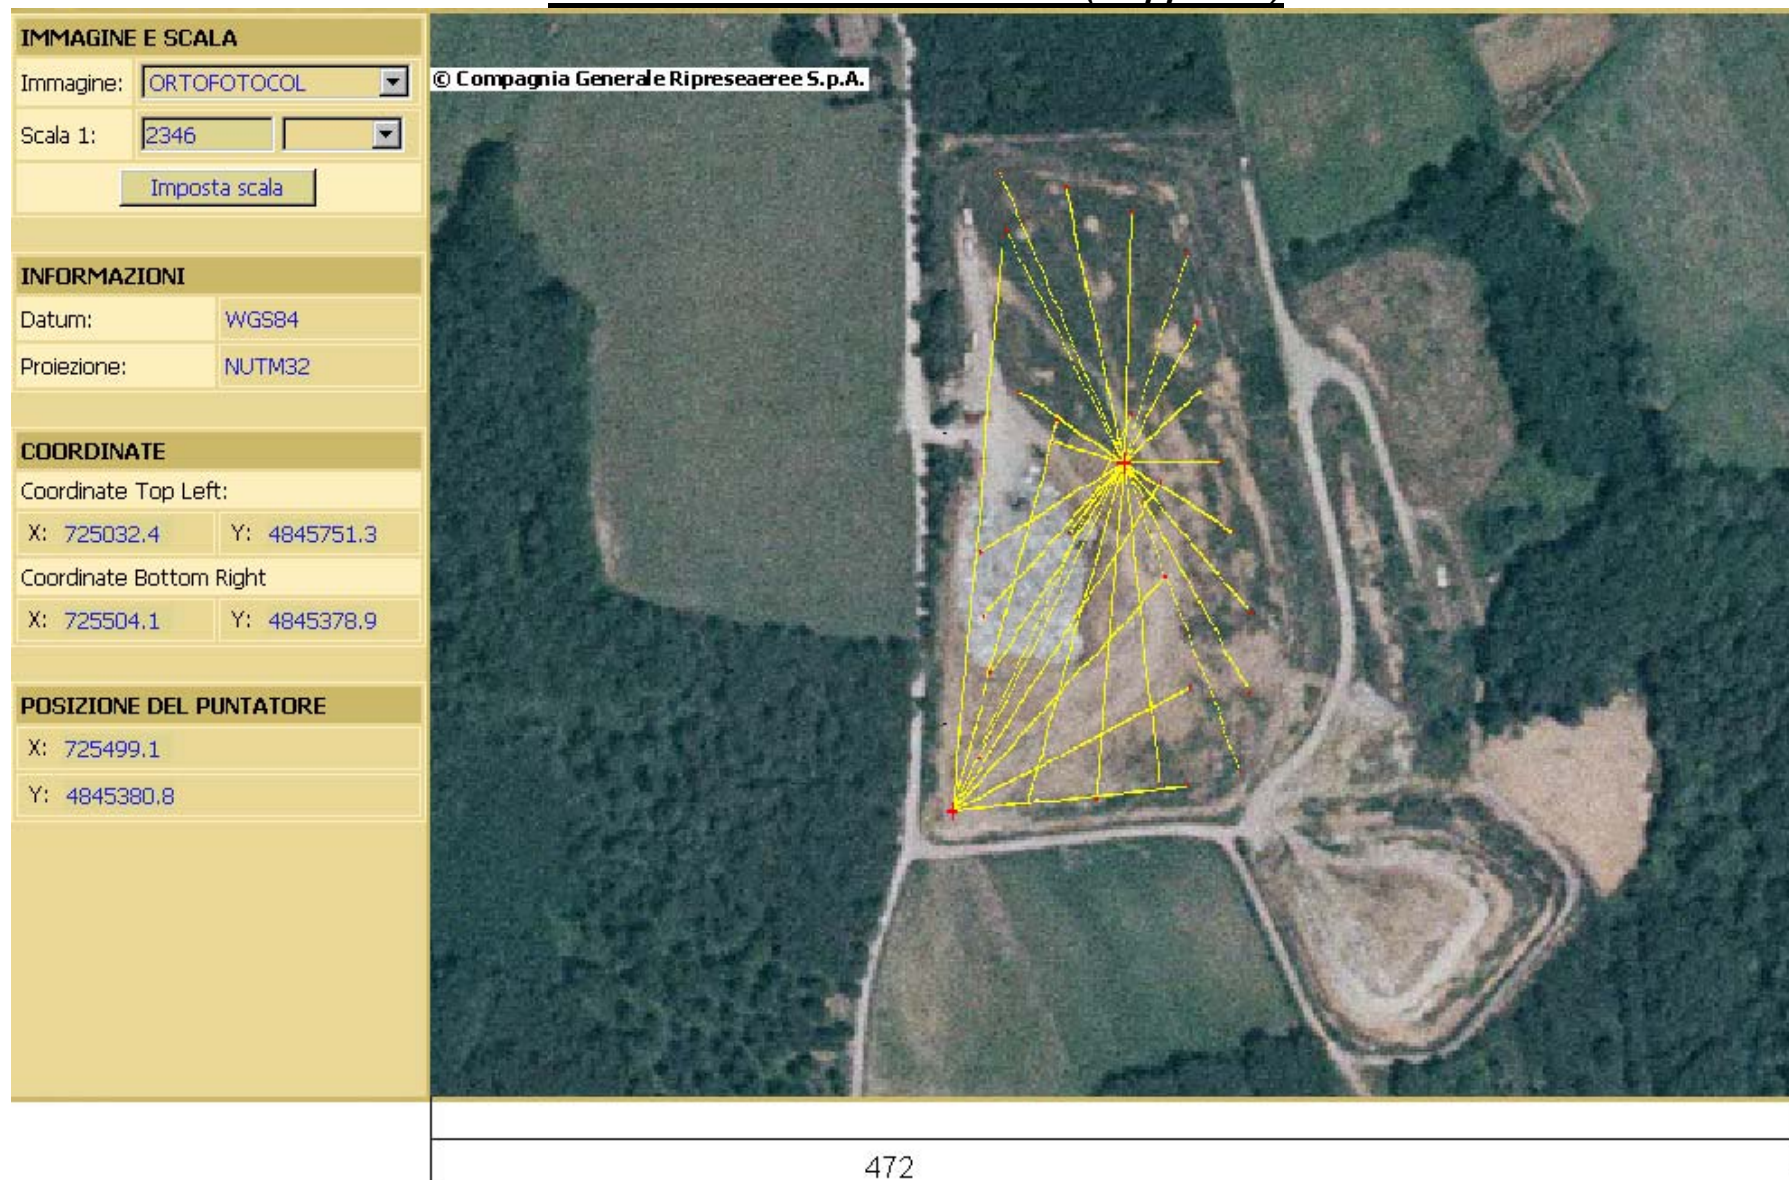 IMMAGINE E SCALA
Immagine: ORTOFOTOCOL
© Compagnia Generale Ripreseaeree S.p.A.
Scala 1: 2346
Imposta scala
INFORMAZIONI
Datum: WGS84
Proiezione: NUTM32
COORDINATE
Coordinate Top Left:
X: 725032.4 Y: 4845751.3
Coordinate Bottom Right
X: 725504.1 Y: 4845378.9
POSIZIONE DEL PUNTATORE
X: 725499.1
Y: 4845380.8
472